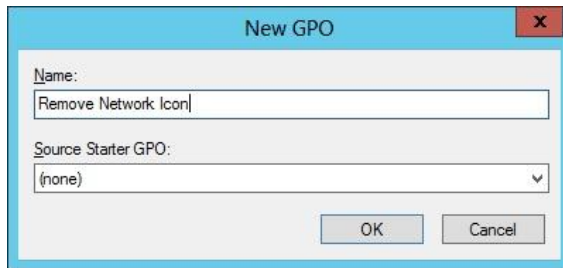 New GPO
x
Name:
Remove Network Icon
Source Starter GPO:
(none)
OK Cancel